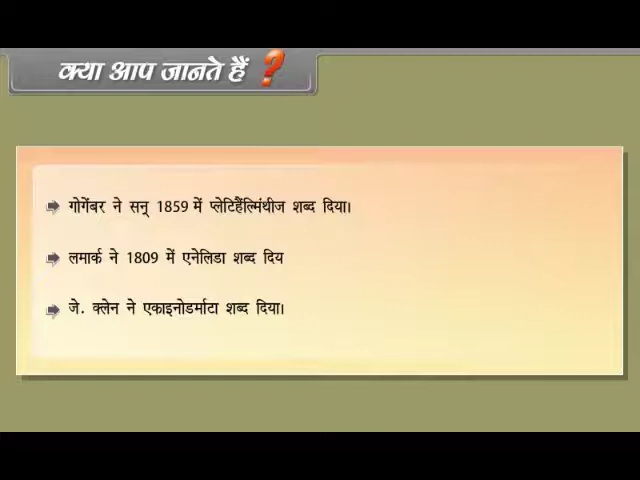 क्या आप जानते हैं ?
गोगेंबर ने सन् 1859 में प्लेटिहैंल्मिंथीज शब्द दिया।
लमार्क ने 1809 में एनेलिडा शब्द दिय
जे. क्लेन ने एकाइनोडर्माटा शब्द दिया।